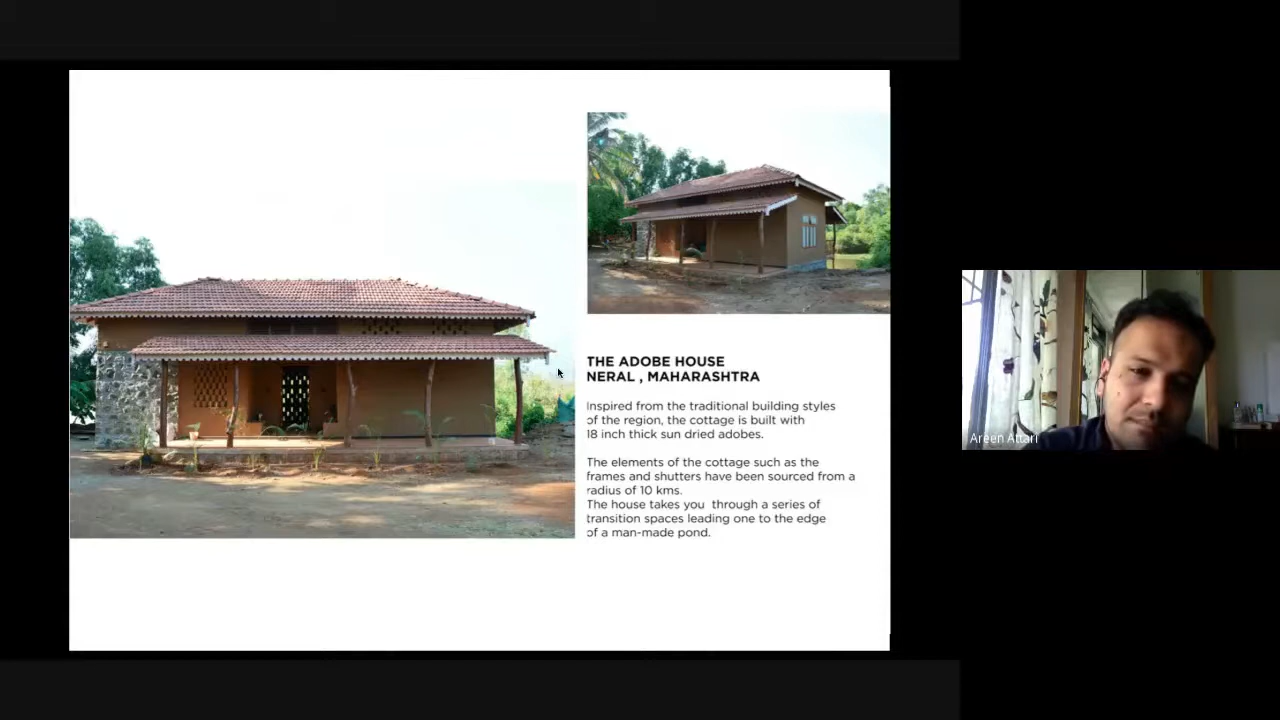 THE ADOBE HOUSE
NERAL , MAHARASHTRA
Inspired from the traditional building styles
of the region, the cottage is built with
18 inch thick sun dried adobes.
The elements of the cottage such as the
frames and shutters have been sourced from a
radius of 10 kms.
The house takes you through a series of
transition spaces leading one to the edge
of a man-made pond.
Areen Attari